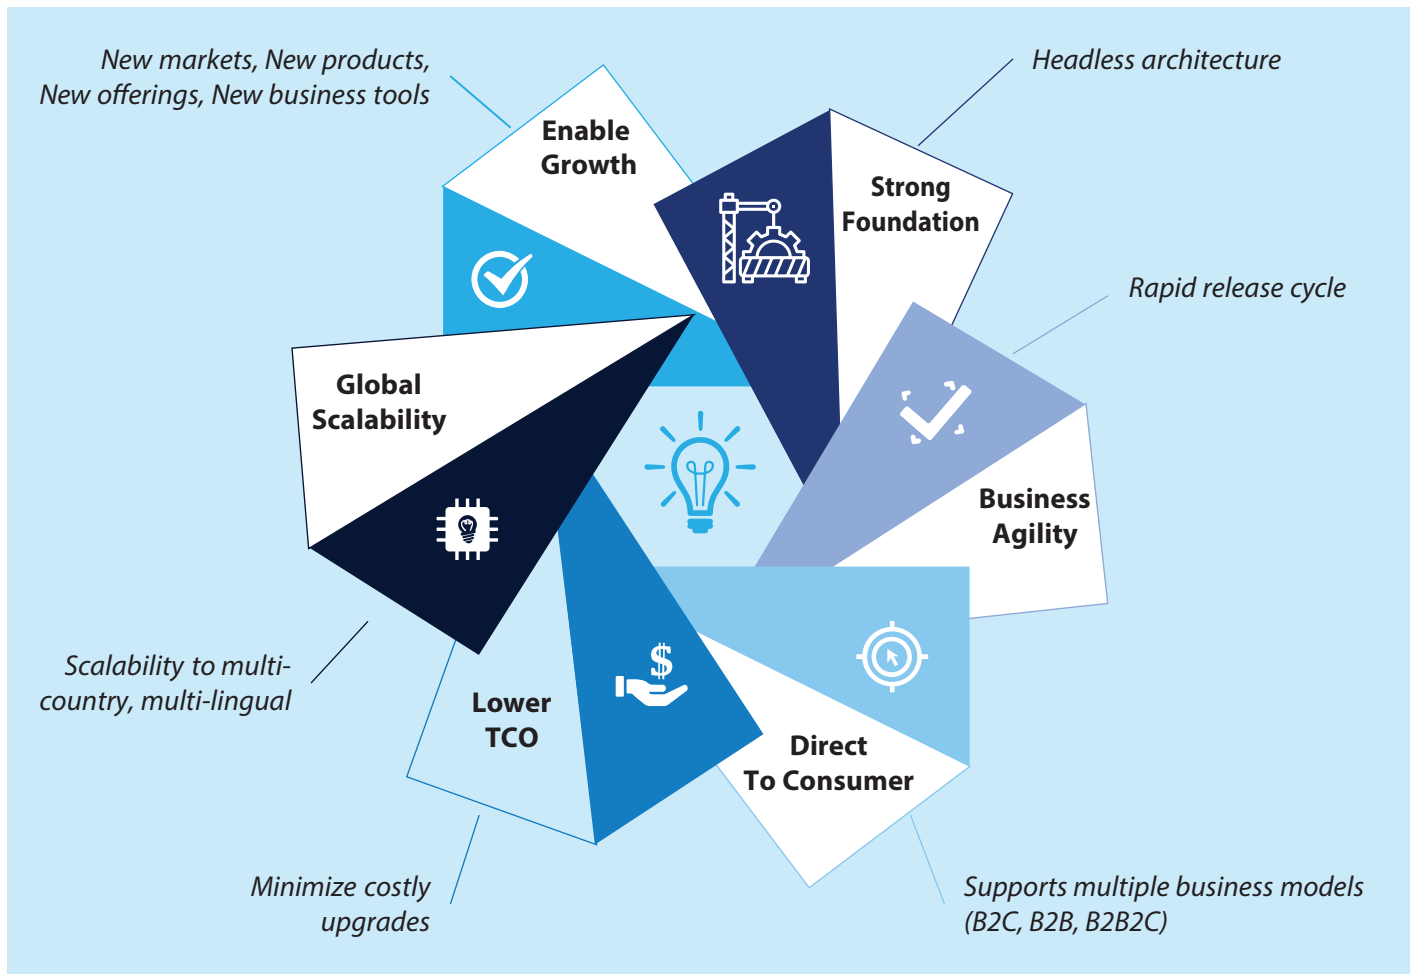 New markets, New products,
New offerings, New business tools
Enable
Growth
Headless architecture
Strong
Foundation
Rapid release cycle
Business
Agility
Global
Scalability
Scalability to multi-
country, multi-lingual
Lower
TCO
$
Minimize costly
upgrades
Direct
To Consumer
Supports multiple business models
(B2C, B2B, B2B2C)